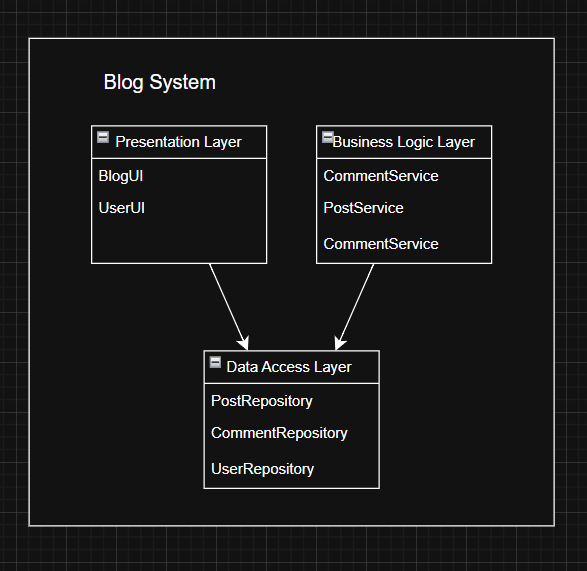 Blog System
Presentation Layer
BlogUI
UserUI
Business Logic Layer
CommentService
PostService
CommentService
Data Access Layer
PostRepository
CommentRepository
UserRepository